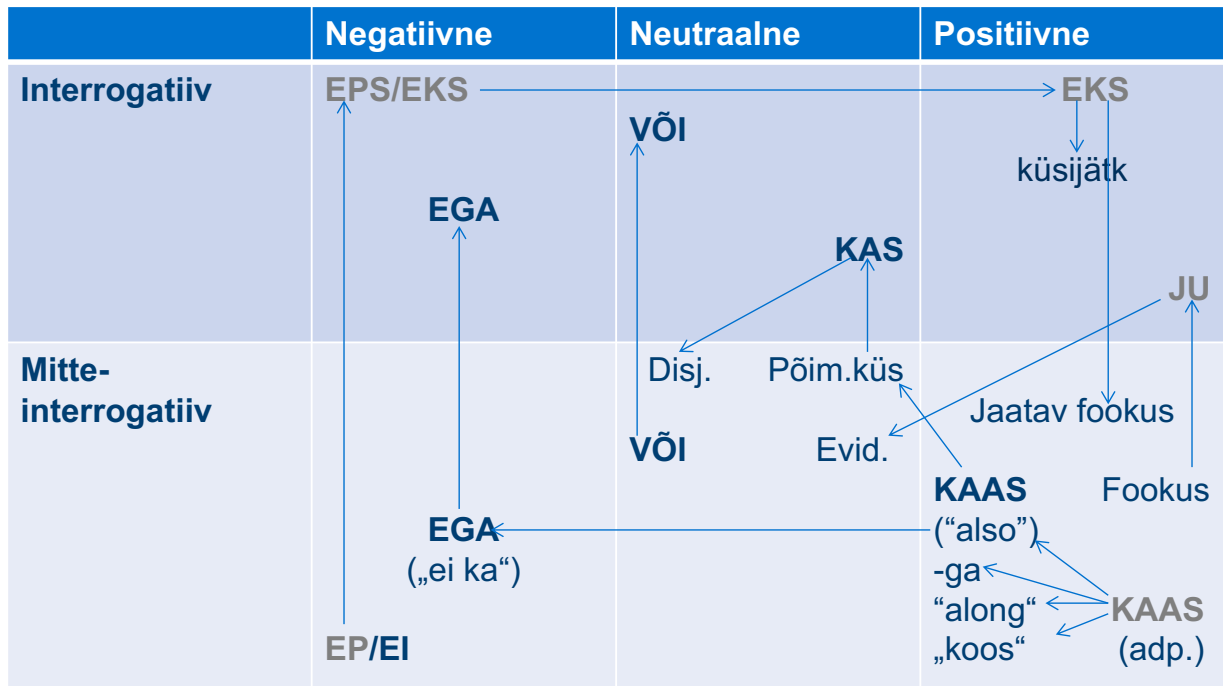 Negatiivne Neutraalne Positiivne
Interrogatiiv EPS/EKS EKS
VÕI
küsijätk
EGA
KAS
JU
Mitte-
interrogatiiv
Disj. Põim.küs
Jaatav fookus
VÕI Evid.
KAAS Fookus
EGA (“also”)
(„ei ka“) -ga
“along“ KAAS
EP/EI „koos“ (adp.)